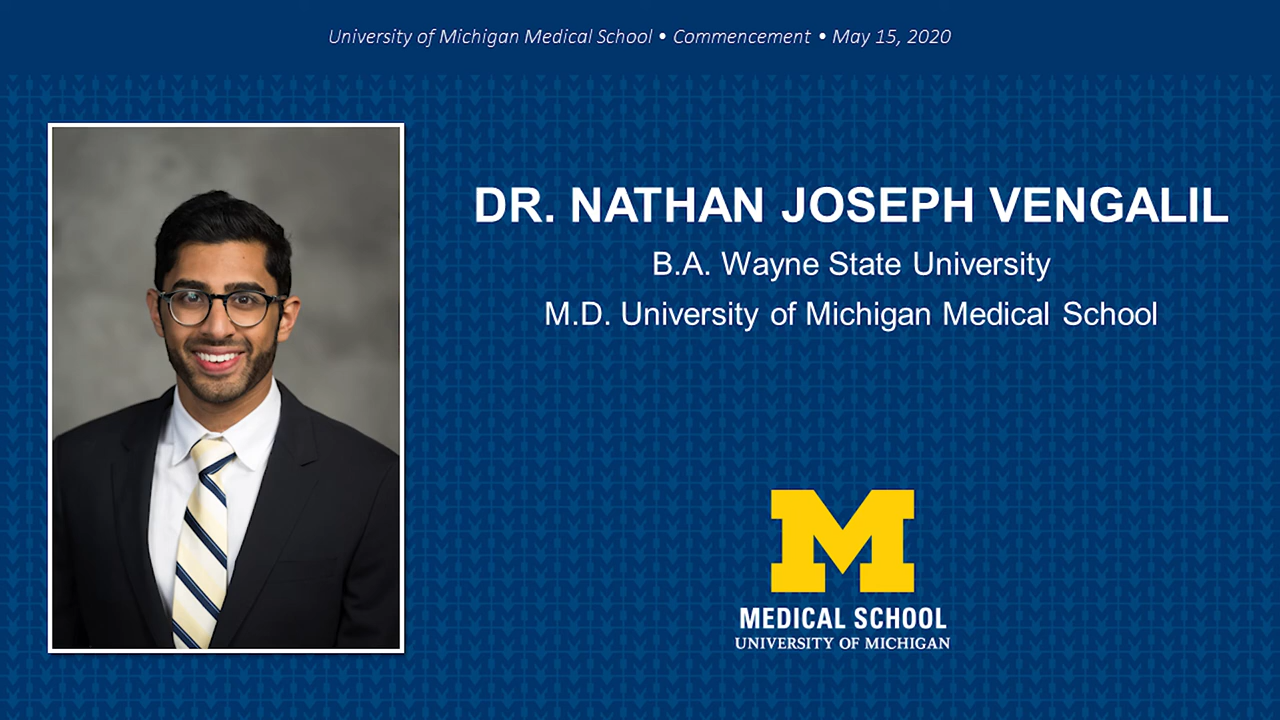 University of Michigan Medical School • Commencement • May 15, 2020
DR. NATHAN JOSEPH VENGALIL
B.A. Wayne State University
M.D. University of Michigan Medical School
M
MEDICAL SCHOOL
UNIVERSITY OF MICHIGAN